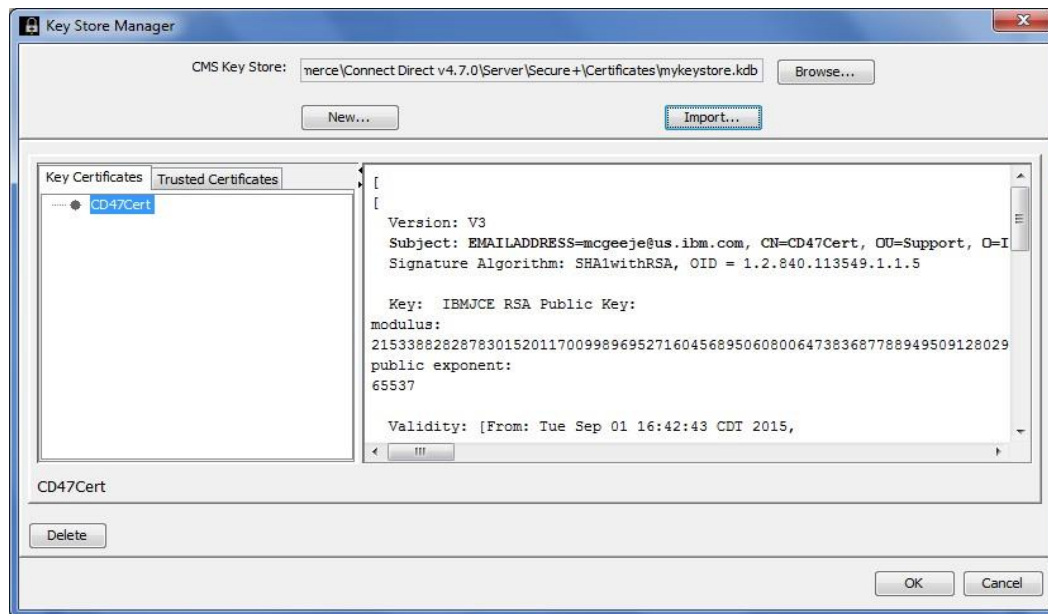 Key Store Manager
CMS Key Store: merce\Connect Direct v4.7.0\Server\Secure+\Certificates\mykeystore.kdb Browse...
New... Import...
Key Certificates Trusted Certificates
CD47Cert
[
[
Version: V3
Subject: EMAILADDRESS=mcgeeje@us.ibm.com, CN=CD47Cert, OU=Support, O=I
Signature Algorithm: SHA1withRSA, OID = 1.2.840.113549.1.1.5
Key: IBMJCE RSA Public Key:
modulus:
public exponent:
65537
Validity: [From: Tue Sep 01 16:42:43 CDT 2015,
CD47Cert
Delete
OK Cancel